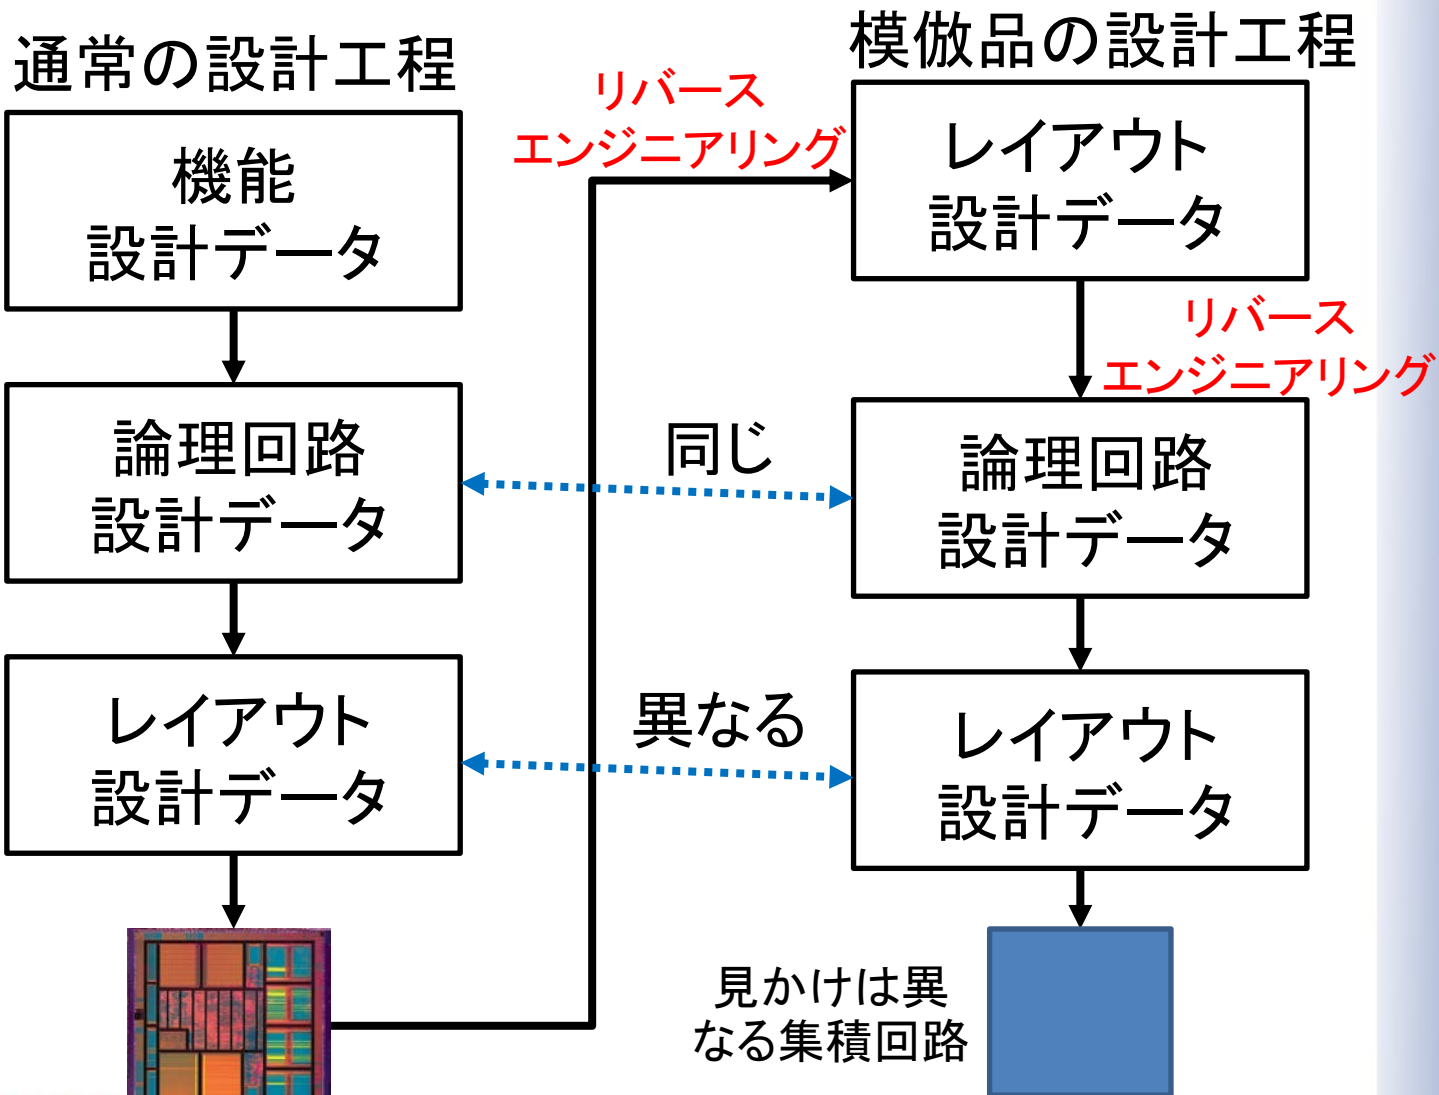 通常の設計工程
機能
設計データ
論理回路
設計データ
レイアウト
設計データ
リバース
エンジニアリング
同じ
異なる
模倣品の設計工程
レイアウト
設計データ
リバース
エンジニアリング
論理回路
設計データ
レイアウト
設計データ
見かけは異
なる集積回路